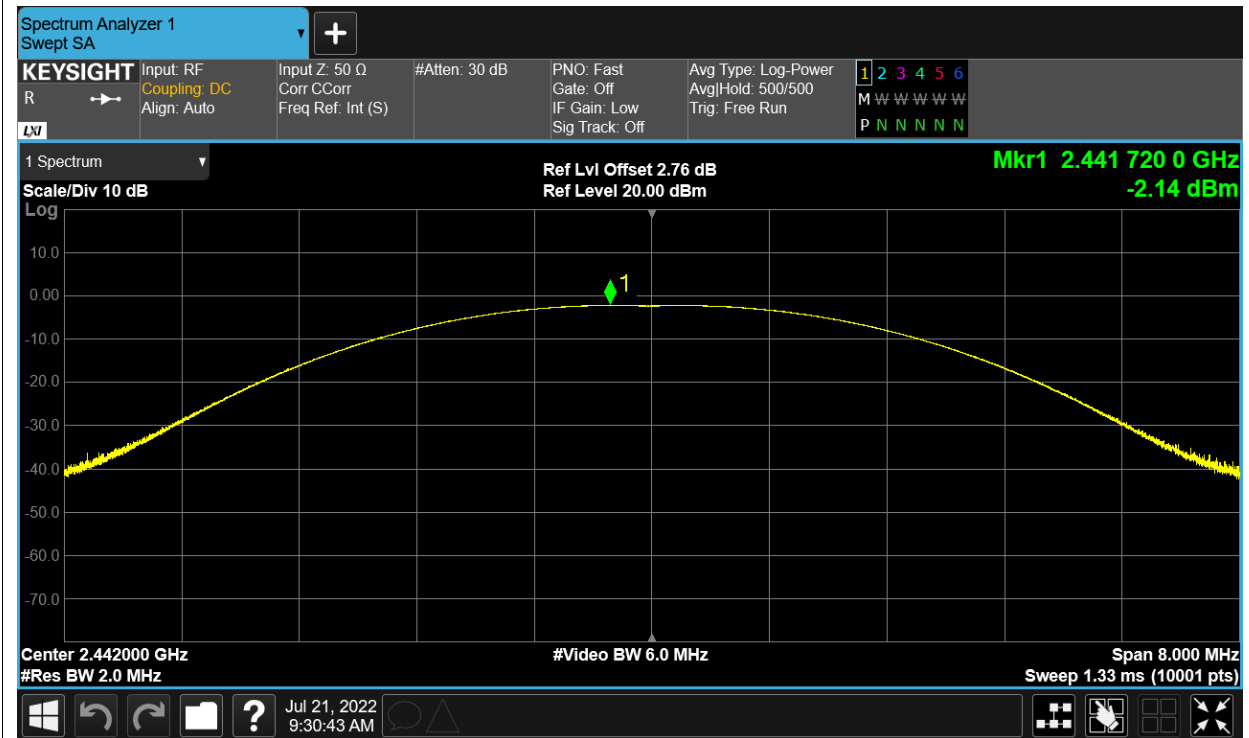 Spectrum Analyzer 1
Swept SA
KEYSIGHT
R
LXI
Input: RF
Coupling: DC
Align: Auto
Input Z: 50 Ω
Corr CCorr
Freq Ref: Int (S)
#Atten: 30 dB
PNO: Fast
Gate: Off
IF Gain: Low
Sig Track: Off
Avg Type: Log-Power
Avg|Hold: 500/500
Trig: Free Run
1 2 3 4 5 6
M W W W W W
P N N N N N
1 Spectrum
Scale/Div 10 dB
Log
Ref Lvl Offset 2.76 dB
Ref Level 20.00 dBm
Mkr1 2.441 720 0 GHz
-2.14 dBm
10.0
0.00
-10.0
-20.0
-30.0
-40.0
-50.0
-60.0
-70.0
1
Center 2.442000 GHz
#Res BW 2.0 MHz
#Video BW 6.0 MHz
Span 8.000 MHz
Sweep 1.33 ms (10001 pts)
?
Jul 21, 2022
9:30:43 AM